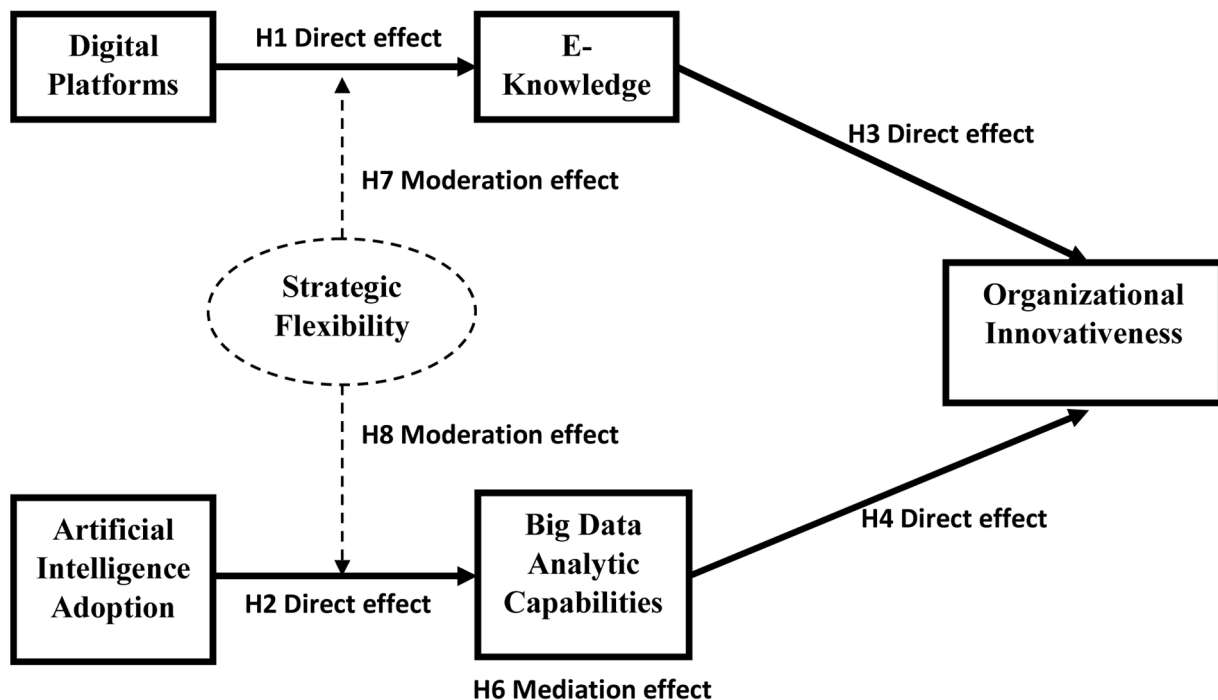 Digital
Platforms
H1 Direct effect
E-
Knowledge
H3 Direct effect
H7 Moderation effect
Strategic
Flexibility
Organizational
Innovativeness
H8 Moderation effect
Artificial
Intelligence
Adoption
H2 Direct effect
Big Data
Analytic
Capabilities
H4 Direct effect
H6 Mediation effect